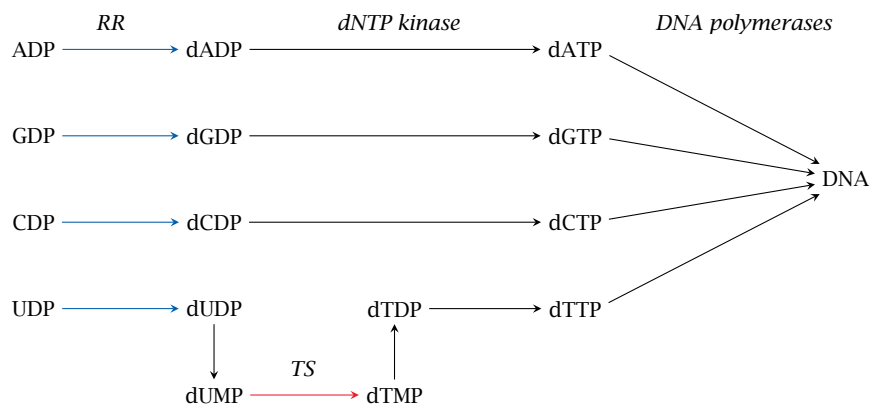 RR dNTP kinase DNA polymerases
ADP dADP dATP
GDP dGDP dGTP
DNA
CDP dCDP dCTP
UDP dUDP dTDP dTTP
TS
dUMP dTMP